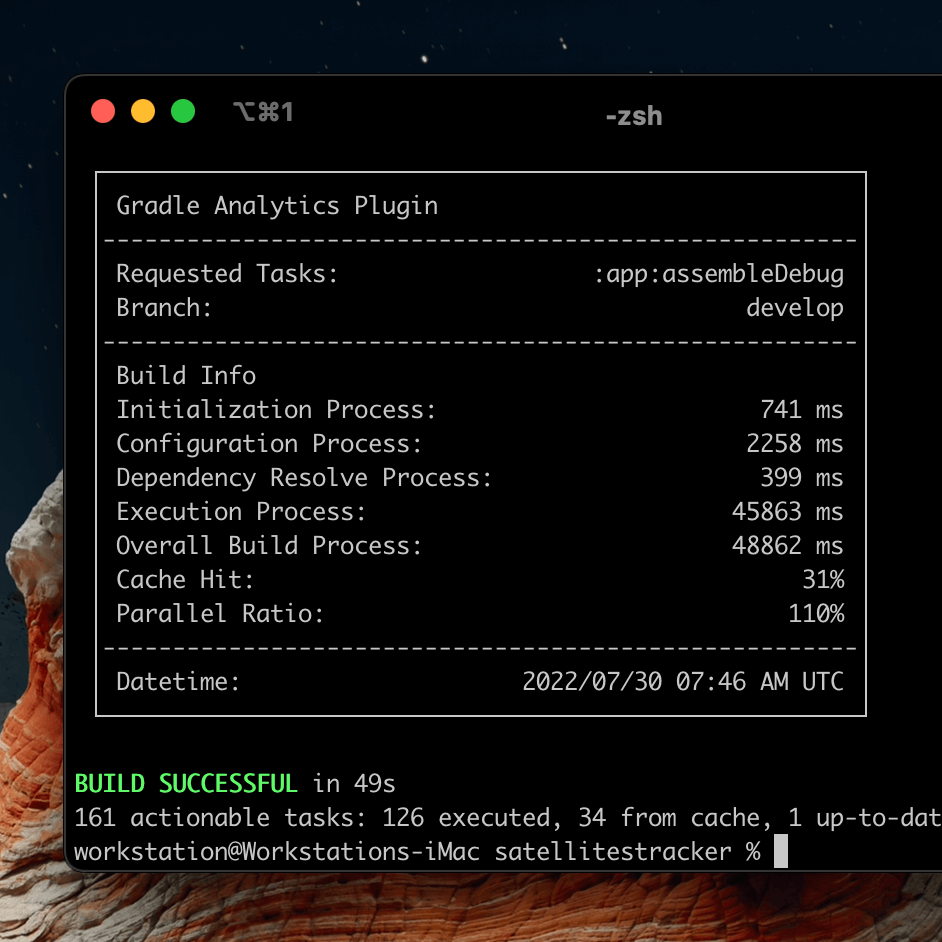 ⌥⌘1
-zsh
Gradle Analytics Plugin
Requested Tasks: :app:assembleDebug
Branch: develop
Build Info
Initialization Process: 741 ms
Configuration Process: 2258 ms
Dependency Resolve Process: 399 ms
Execution Process: 45863 ms
Overall Build Process: 48862 ms
Cache Hit: 31%
Parallel Ratio: 110%
Datetime: 2022/07/30 07:46 AM UTC
BUILD SUCCESSFUL in 49s
161 actionable tasks: 126 executed, 34 from cache, 1 up-to-dat
workstation@Workstations-iMac satellitestracker %